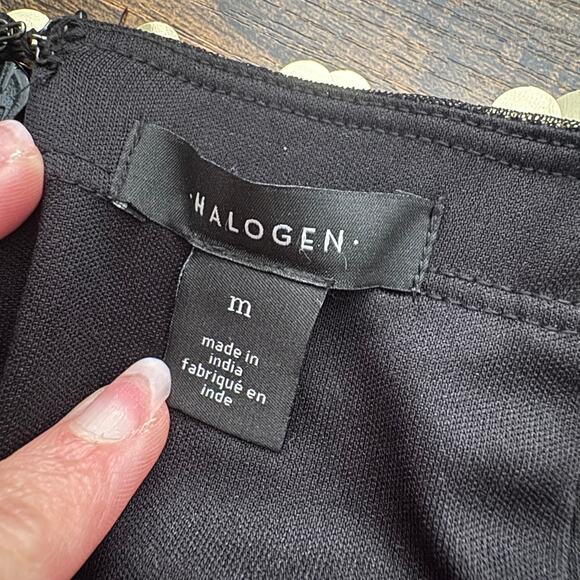 ·HALOGEN·
m
made in
india
fabriqué en
inde